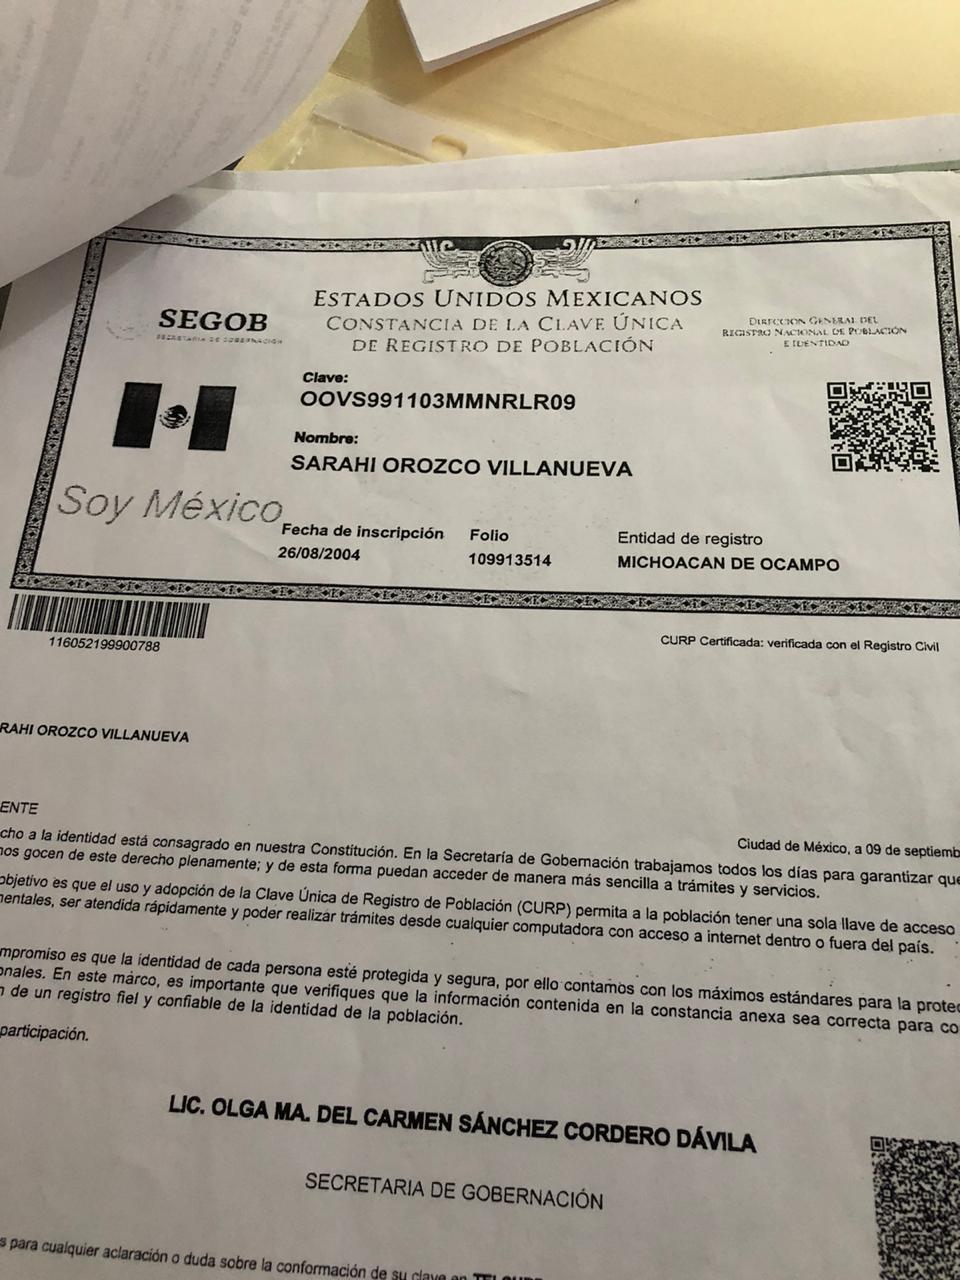 ESTADOS UNIDOS MEXICANOS
CONSTANCIA DE LA CLAVE ÚNICA
DE REGISTRO DE POBLACIÓN
SEGOB
SECRETARÍA DE GOBERNACIÓN
DIRECCIÓN GENERAL DEL
REGISTRO NACIONAL DE POBLACIÓN
E IDENTIDAD
Clave:
OOVS991103MMNRLR09
Nombre:
SARAHI OROZCO VILLANUEVA
Soy México
Fecha de inscripción
26/08/2004
Folio
109913514
Entidad de registro
MICHOACAN DE OCAMPO
116052199900788
CURP Certificada: verificada con el Registro Civil
RAHI OROZCO VILLANUEVA
ENTE
Ciudad de México, a 09 de septiemb
cho a la identidad está consagrado en nuestra Constitución. En la Secretaría de Gobernación trabajamos todos los días para garantizar que
nos gocen de este derecho plenamente; y de esta forma puedan acceder de manera más sencilla a trámites y servicios.
objetivo es que el uso y adopción de la Clave Única de Registro de Población (CURP) permita a la población tener una sola llave de acceso
mentales, ser atendida rápidamente y poder realizar trámites desde cualquier computadora con acceso a internet dentro o fuera del país.
mpromiso es que la identidad de cada persona esté protegida y segura, por ello contamos con los máximos estándares para la protec
onales. En este marco, es importante que verifiques que la información contenida en la constancia anexa sea correcta para co
n de un registro fiel y confiable de la identidad de la población.
participación.
LIC. OLGA MA. DEL CARMEN SÁNCHEZ CORDERO DÁVILA
SECRETARIA DE GOBERNACIÓN
s para cualquier aclaración o duda sobre la conformación de su clave en